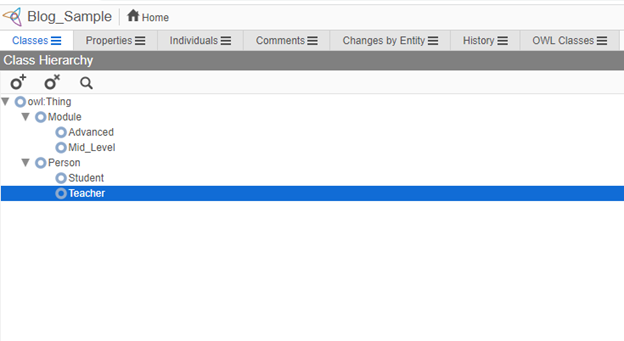 Blog_Sample Home
Classes Properties Individuals Comments Changes by Entity History OWL Classes
Class Hierarchy
owl:Thing
Module
Advanced
Mid_Level
Person
Student
Teacher